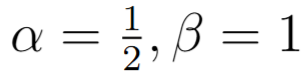 α = 1/2, β = 1